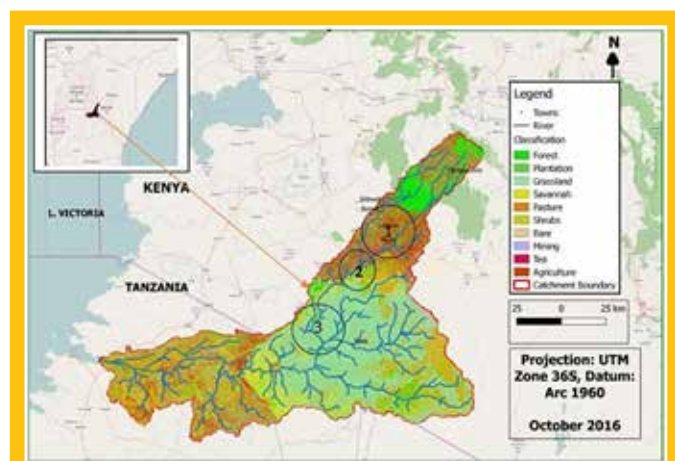 N
Legend
Towns
River
Classification
Forest
Plantation
Grassland
Savannah
Pasture
Shrubs
Bare
Mining
Tea
Agriculture
Catchment Boundary
KENYA
L. VICTORIA
TANZANIA
1
2
3
25 0 25 km
Projection: UTM
Zone 36S, Datum:
Arc 1960
October 2016